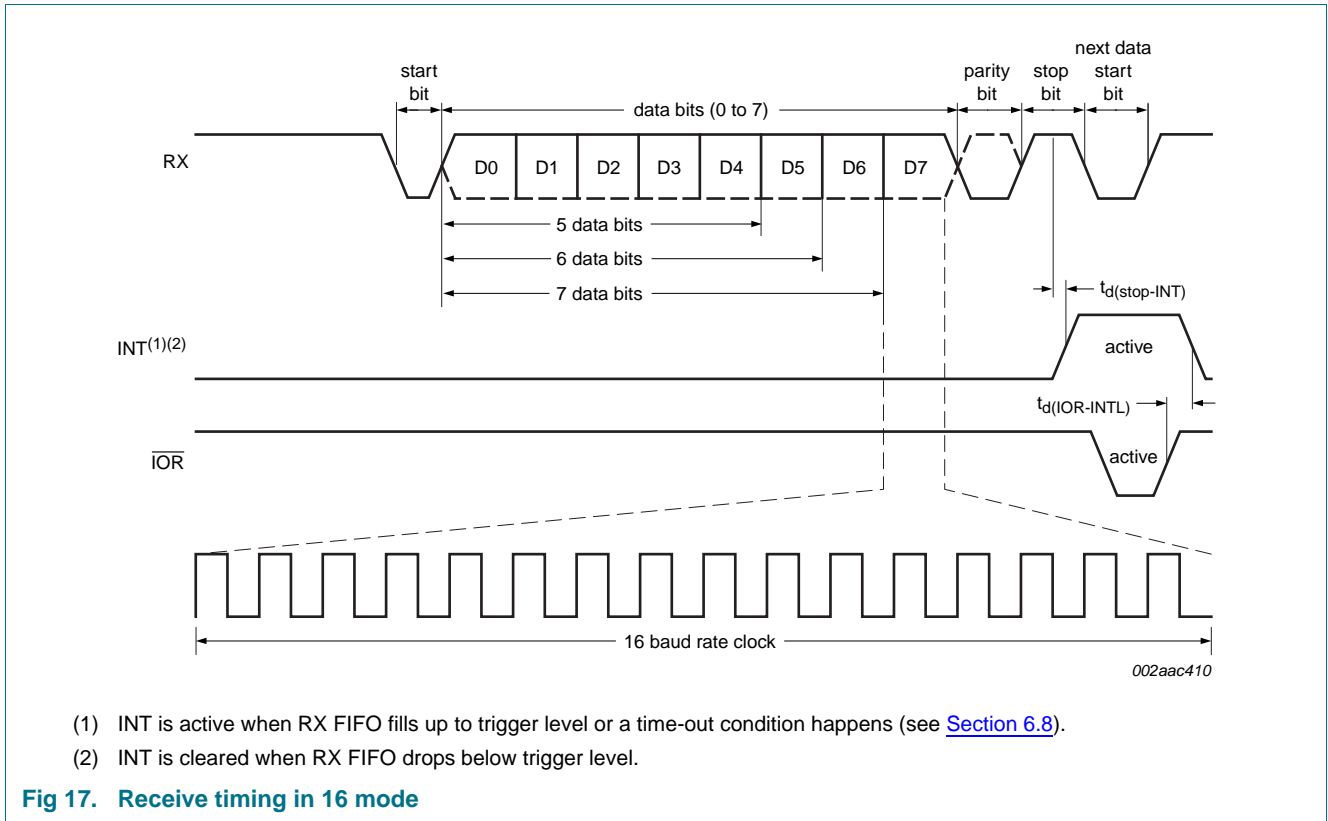 next data
start
bit
parity
bit
stop
bit
start
bit
data bits (0 to 7)
RX
D0 D1 D2 D3 D4 D5 D6 D7
5 data bits
6 data bits
7 data bits
td(stop-INT)
INT(1)(2)
active
td(IOR-INTL)
IOR
active
16 baud rate clock
002aac410
(1) INT is active when RX FIFO fills up to trigger level or a time-out condition happens (see Section 6.8).
(2) INT is cleared when RX FIFO drops below trigger level.
Fig 17. Receive timing in 16 mode